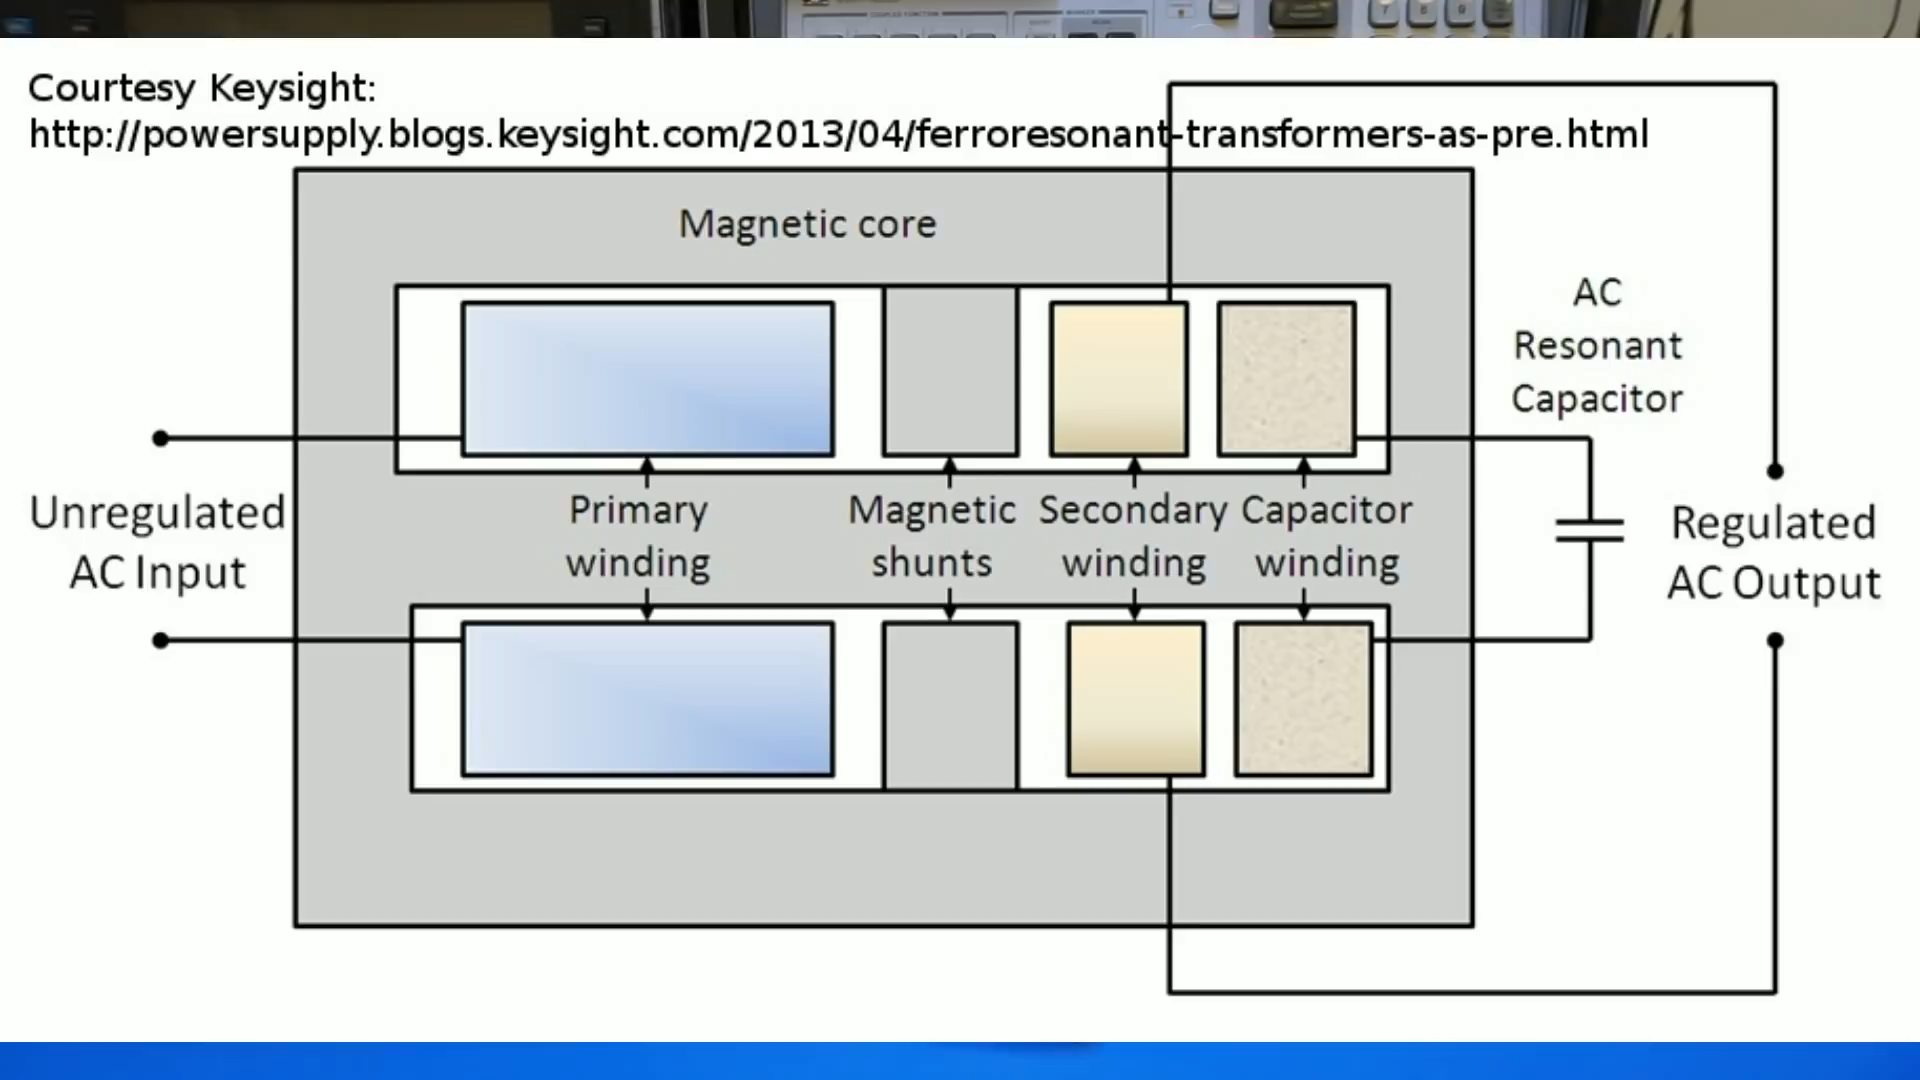 Courtesy Keysight:
http://powersupply.blogs.keysight.com/2013/04/ferroresonant-transformers-as-pre.html
Magnetic core
AC
Resonant
Capacitor
Unregulated
AC Input
Primary
winding
Magnetic
shunts
Secondary
winding
Capacitor
winding
Regulated
AC Output